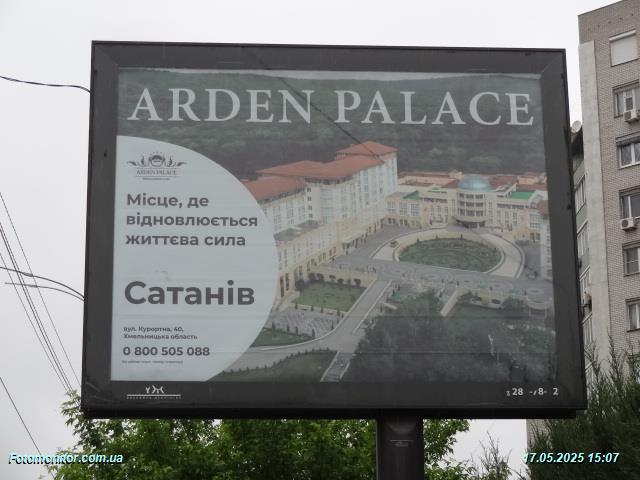 ARDEN PALACE
ARDEN PALACE
Місце, де
відновлюється
життєва сила
Сатанів
вул. Курортна, 40,
Хмельницька область
0 800 505 088
Fotomonitor.com.ua
17.05.2025 15:07